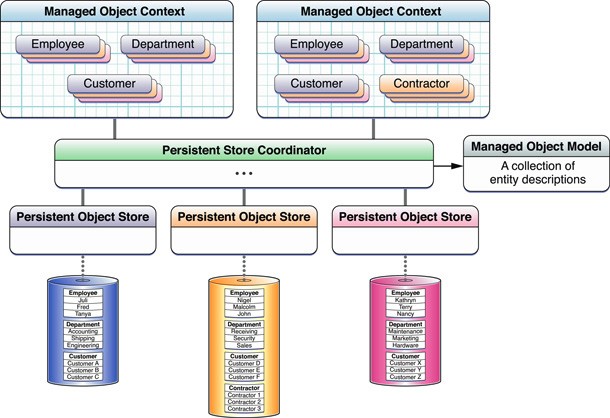 Managed Object Context
Employee
Department
Customer
Managed Object Context
Employee
Department
Customer
Contractor
Persistent Store Coordinator
...
Managed Object Model
A collection of
entity descriptions
Persistent Object Store
Persistent Object Store
Persistent Object Store
Employee
Juli
Fred
Tanya
Department
Accounting
Shipping
Engineering
Customer
Customer A
Customer B
Customer C
Employee
Nigel
Malcolm
John
Department
Receiving
Security
Sales
Customer
Customer D
Customer E
Customer F
Contractor
Contractor 1
Contractor 2
Contractor 3
Employee
Kathryn
Terry
Nancy
Department
Maintenance
Marketing
Hardware
Customer
Customer X
Customer Y
Customer Z